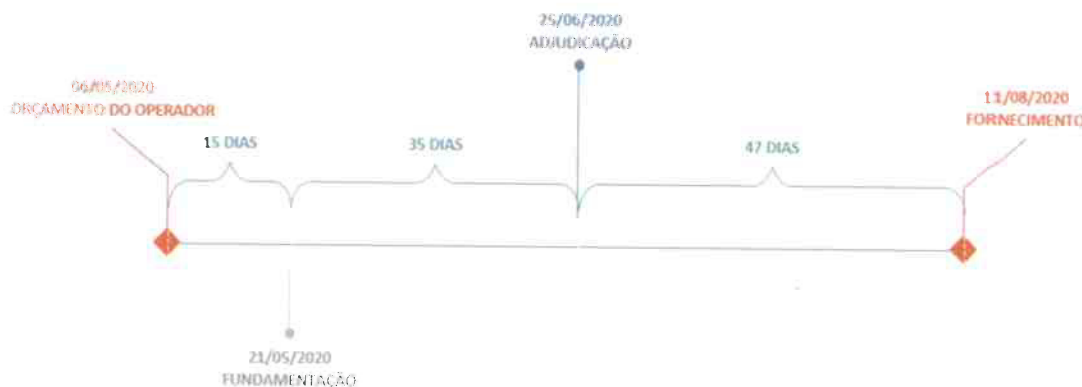 25/06/2020
ADJUDICAÇÃO
06/05/2020
ORÇAMENTO DO OPERADOR
11/08/2020
FORNECIMENTO
15 DIAS
35 DIAS
47 DIAS
21/05/2020
FUNDAMENTAÇÃO